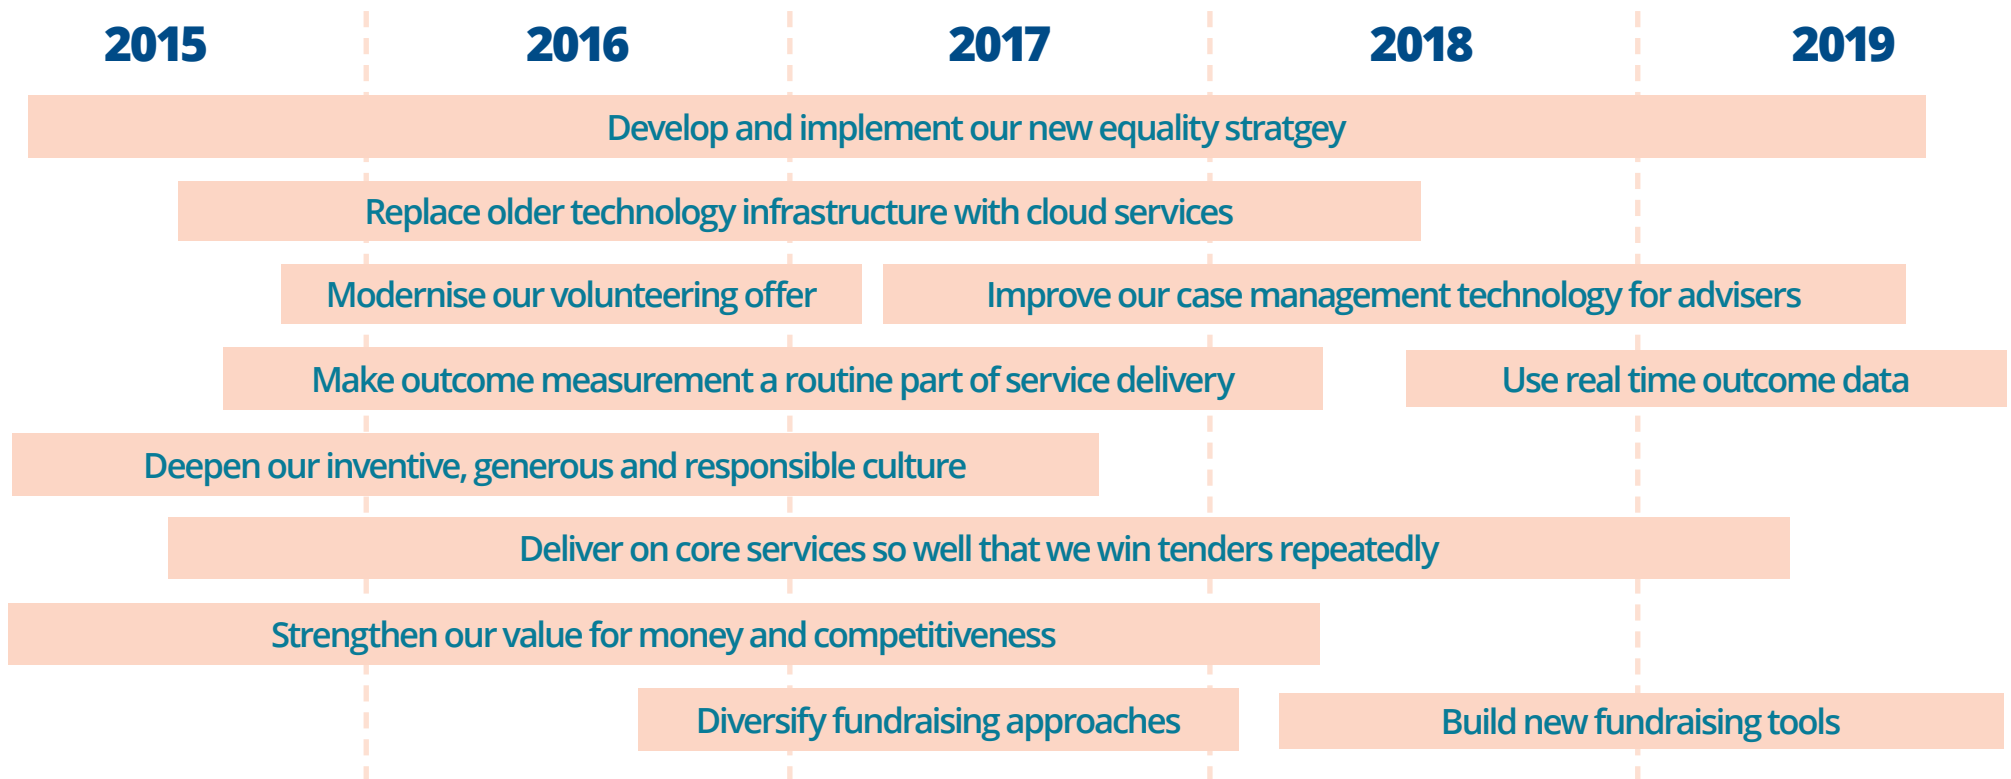 2015 2016 2017 2018 2019
Develop and implement our new equality stratgey
Replace older technology infrastructure with cloud services
Modernise our volunteering offer
Improve our case management technology for advisers
Make outcome measurement a routine part of service delivery
Use real time outcome data
Deepen our inventive, generous and responsible culture
Deliver on core services so well that we win tenders repeatedly
Strengthen our value for money and competitiveness
Diversify fundraising approaches
Build new fundraising tools